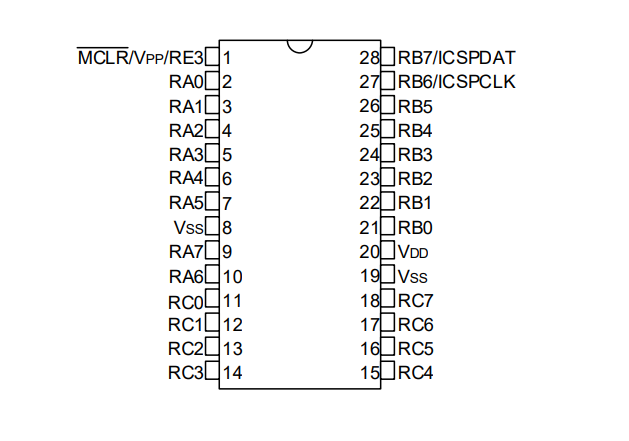 MCLR/VPP/RE3 1 28 RB7/ICSPDAT
RA0 2 27 RB6/ICSPCLK
RA1 3 26 RB5
RA2 4 25 RB4
RA3 5 24 RB3
RA4 6 23 RB2
RA5 7 22 RB1
VSS 8 21 RB0
RA7 9 20 VDD
RA6 10 19 VSS
RC0 11 18 RC7
RC1 12 17 RC6
RC2 13 16 RC5
RC3 14 15 RC4